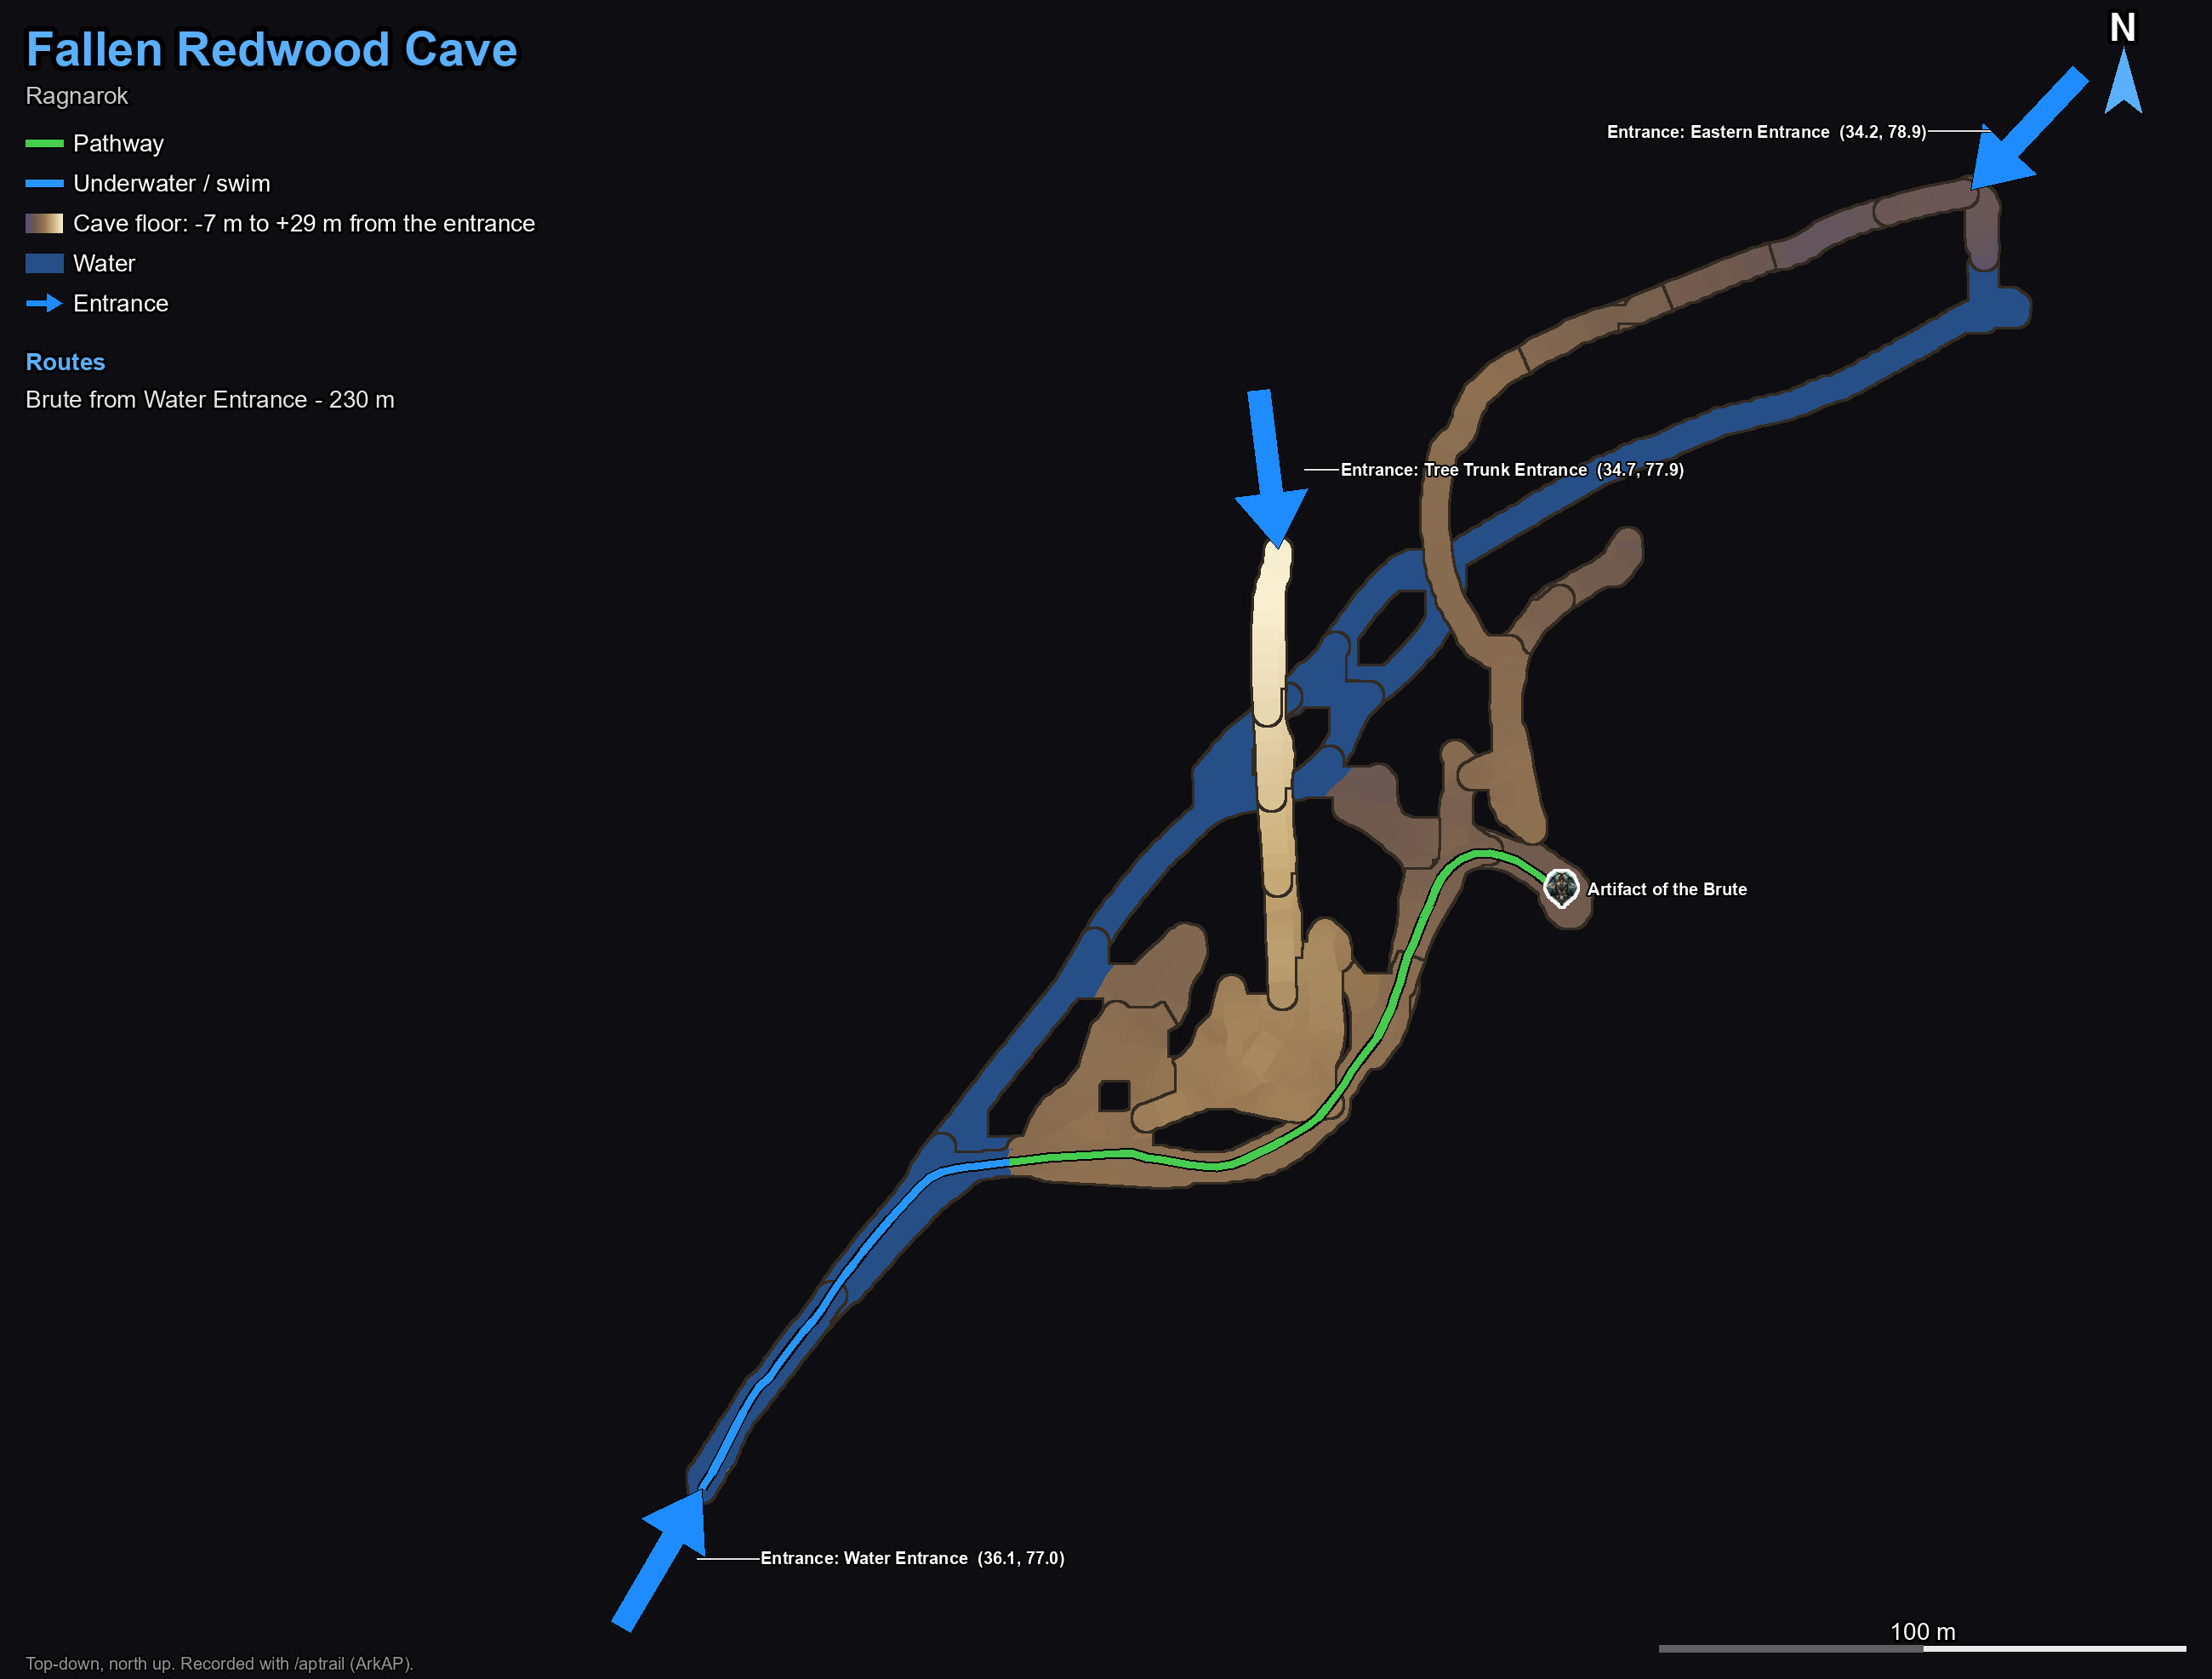 Fallen Redwood Cave
Ragnarok
Pathway
Underwater / swim
Cave floor: -7 m to +29 m from the entrance
Water
Entrance
Routes
Brute from Water Entrance - 230 m
N
Entrance: Eastern Entrance (34.2, 78.9)
Entrance: Tree Trunk Entrance (34.7, 77.9)
Artifact of the Brute
Entrance: Water Entrance (36.1, 77.0)
100 m
Top-down, north up. Recorded with /aptrail (ArkAP).